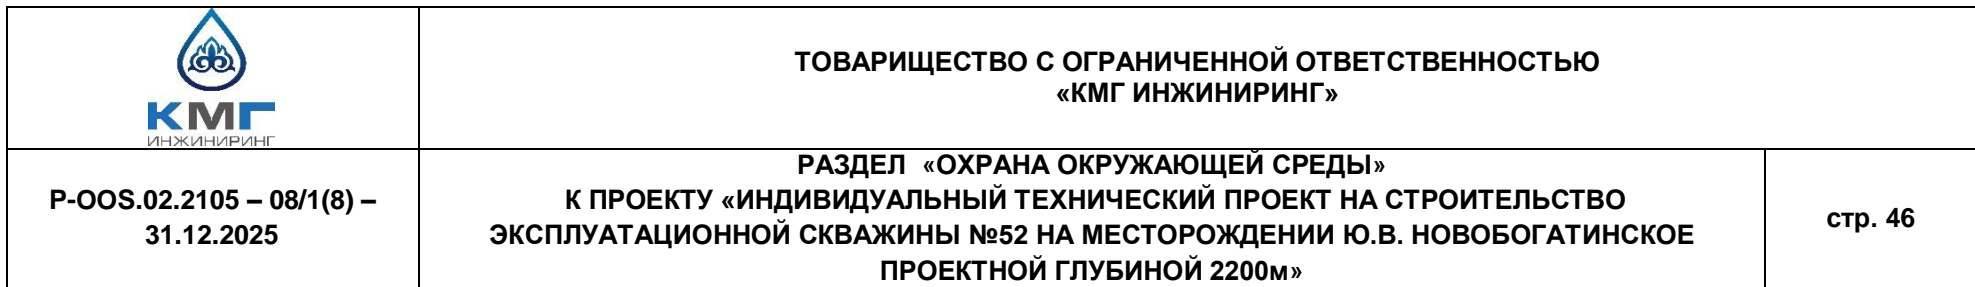 КМГ
ИНЖИНИРИНГ
ТОВАРИЩЕСТВО С ОГРАНИЧЕННОЙ ОТВЕТСТВЕННОСТЬЮ
«КМГ ИНЖИНИРИНГ»
P-OOS.02.2105 – 08/1(8) –
31.12.2025
РАЗДЕЛ «ОХРАНА ОКРУЖАЮЩЕЙ СРЕДЫ»
К ПРОЕКТУ «ИНДИВИДУАЛЬНЫЙ ТЕХНИЧЕСКИЙ ПРОЕКТ НА СТРОИТЕЛЬСТВО
ЭКСПЛУАТАЦИОННОЙ СКВАЖИНЫ №52 НА МЕСТОРОЖДЕНИИ Ю.В. НОВОБОГАТИНСКОЕ
ПРОЕКТНОЙ ГЛУБИНОЙ 2200м»
стр. 46